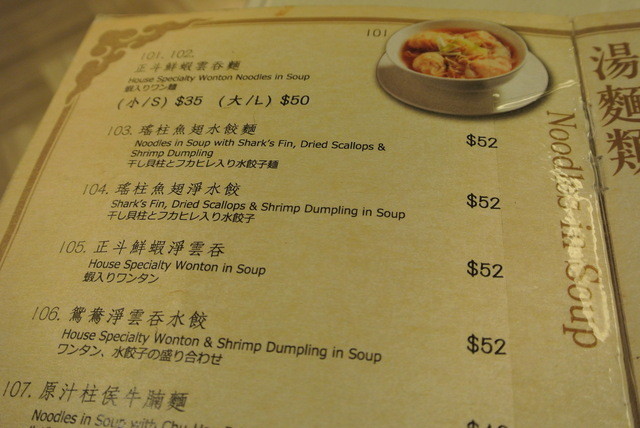 101
101. 102.
正斗鮮蝦雲吞麵
House Specialty Wonton Noodles in Soup
蝦入りワン麺
(小/S) $35 (大/L) $50
103. 瑤柱魚翅水餃麵
Noodles in Soup with Shark's Fin, Dried Scallops &
Shrimp Dumpling
干し貝柱とフカヒレ入り水餃子麺
$52
104. 瑤柱魚翅淨水餃
Shark's Fin, Dried Scallops & Shrimp Dumpling in Soup
干し貝柱とフカヒレ入り水餃子
$52
105. 正斗鮮蝦淨雲吞
House Specialty Wonton in Soup
蝦入りワンタン
$52
106. 鴛鴦淨雲吞水餃
House Specialty Wonton & Shrimp Dumpling in Soup
ワンタン、水餃子の盛り合わせ
$52
107. 原汁柱侯牛腩麵
Noodles in Soup with Chu
Noodles in Soup
湯麵類